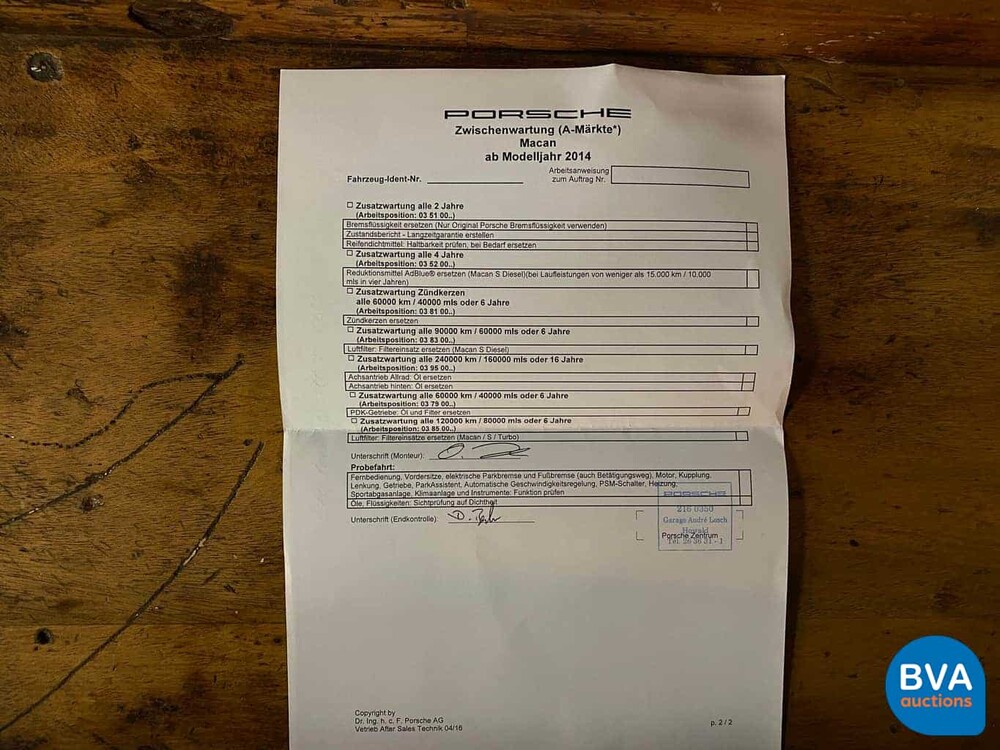 PORSCHE
Zwischenwartung (A-Märkte*)
Macan
ab Modelljahr 2014
Fahrzeug-Ident-Nr.
Arbeitsanweisung
zum Auftrag Nr.
Zusatzwartung alle 2 Jahre
(Arbeitsposition: 03 51 00..)
Bremsflüssigkeit ersetzen (Nur Original Porsche Bremsflüssigkeit verwenden)
Zustandsbericht - Langzeitgarantie erstellen
Reifendichtmittel: Haltbarkeit prüfen, bei Bedarf ersetzen
Zusatzwartung alle 4 Jahre
(Arbeitsposition: 03 52 00..)
Reduktionsmittel AdBlue® ersetzen (Macan S Diesel)(bei Laufleistungen von weniger als 15.000 km / 10.000
mls in vier Jahren)
Zusatzwartung Zündkerzen
alle 60000 km / 40000 mls oder 6 Jahre
(Arbeitsposition: 03 81 00..)
Zündkerzen ersetzen
Zusatzwartung alle 90000 km / 60000 mls oder 6 Jahre
(Arbeitsposition: 03 83 00..)
Luftfilter: Filtereinsatz ersetzen (Macan S Diesel)
Zusatzwartung alle 240000 km / 160000 mls oder 16 Jahre
(Arbeitsposition: 03 95 00..)
Achsantrieb Allrad: Öl ersetzen
Achsantrieb hinten: Öl ersetzen
Zusatzwartung alle 60000 km / 40000 mls oder 6 Jahre
(Arbeitsposition: 03 79 00..)
PDK-Getriebe: Öl und Filter ersetzen
Zusatzwartung alle 120000 km / 80000 mls oder 6 Jahre
(Arbeitsposition: 03 85 00..)
Luftfilter: Filtereinsätze ersetzen (Macan / S / Turbo)
Unterschrift (Monteur):
Probefahrt:
Fernbedienung, Vordersitze, elektrische Parkbremse und Fußbremse (auch Betätigungsweg), Motor, Kupplung,
Lenkung, Getriebe, ParkAssistent, Automatische Geschwindigkeitsregelung, PSM-Schalter, Heizung,
Sportabgasanlage, Klimaanlage und Instrumente: Funktion prüfen
Öle, Flüssigkeiten: Sichtprüfung auf Dichtheit
Unterschrift (Endkontrolle):
PORSCHE
216 0350
Garage André Losch
Howald
Porsche Zentrum
Tél. 26 36 31 - 1
Copyright by
Dr. Ing. h. c. F. Porsche AG
Vetrieb After Sales Technik 04/16
p. 2 / 2
BVA
auctions